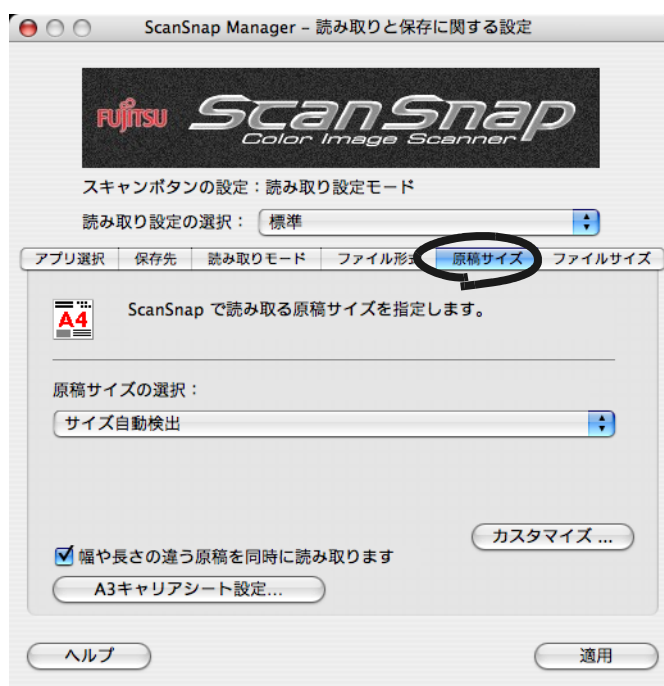 ScanSnap Manager – 読み取りと保存に関する設定
FUJITSU ScanSnap
Color Image Scanner
スキャンボタンの設定：読み取り設定モード
読み取り設定の選択： 標準
アプリ選択 保存先 読み取りモード ファイル形式 原稿サイズ ファイルサイズ
A4 ScanSnap で読み取る原稿サイズを指定します。
原稿サイズの選択：
サイズ自動検出
カスタマイズ ...
幅や長さの違う原稿を同時に読み取ります
A3キャリアシート設定...
ヘルプ 適用